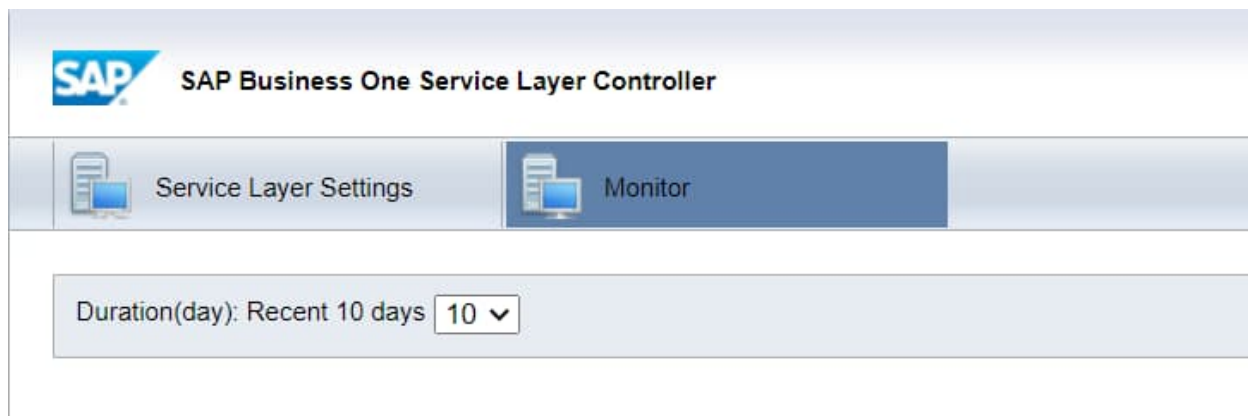 SAP SAP Business One Service Layer Controller
Service Layer Settings Monitor
Duration(day): Recent 10 days 10